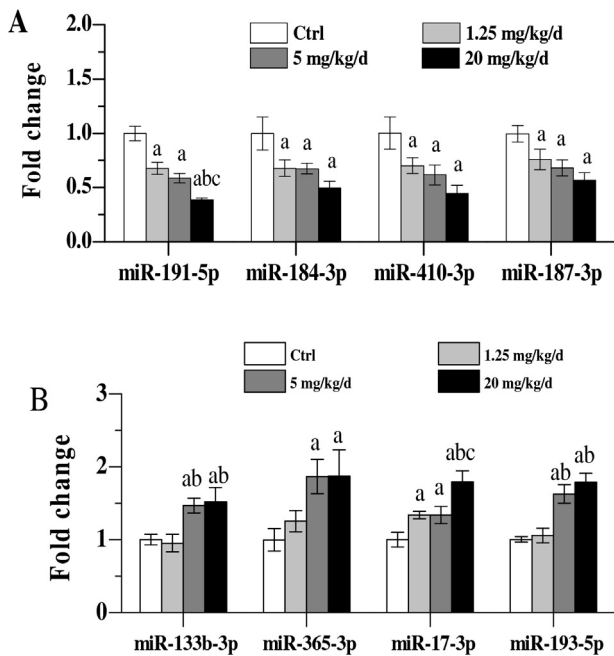 A
Ctrl
1.25 mg/kg/d
5 mg/kg/d
20 mg/kg/d
Fold change
2.0
1.5
1.0
0.5
0.0
a a abc
a a a
a a a
a a a
miR-191-5p miR-184-3p miR-410-3p miR-187-3p
B
Ctrl
1.25 mg/kg/d
5 mg/kg/d
20 mg/kg/d
Fold change
3
2
1
0
ab ab
a a
a a abc
ab ab
miR-133b-3p miR-365-3p miR-17-3p miR-193-5p